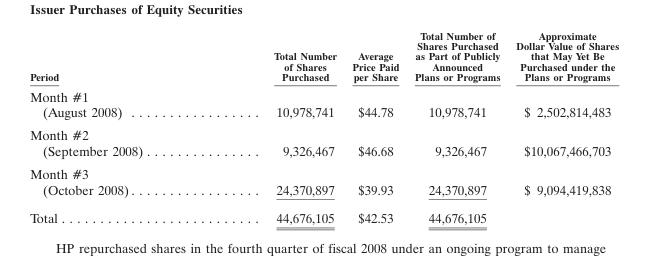 Issuer Purchases of Equity Securities
Total Number of Approximate
Shares Purchased Dollar Value of Shares
Total Number Average as Part of Publicly that May Yet Be
of Shares Price Paid Announced Purchased under the
Period Purchased per Share Plans or Programs Plans or Programs
Month #1
(August 2008) ................. 10,978,741 $44.78 10,978,741 $ 2,502,814,483
Month #2
(September 2008) ............... 9,326,467 $46.68 9,326,467 $10,067,466,703
Month #3
(October 2008) ................. 24,370,897 $39.93 24,370,897 $ 9,094,419,838
Total .......................... 44,676,105 $42.53 44,676,105
HP repurchased shares in the fourth quarter of fiscal 2008 under an ongoing program to manage